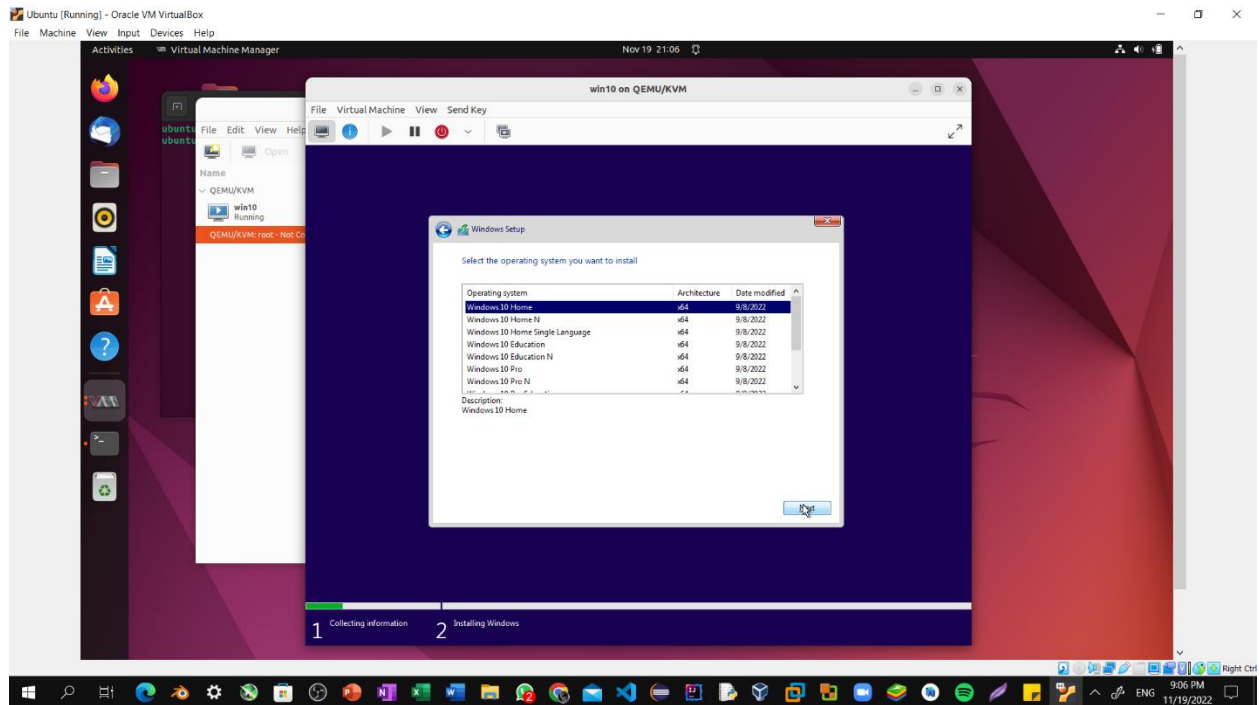 Ubuntu [Running] - Oracle VM VirtualBox
File Machine View Input Devices Help
Activities Virtual Machine Manager Nov 19 21:06
win10 on QEMU/KVM
File Virtual Machine View Send Key
ubuntu
ubuntu
File Edit View Help
Open
Name
QEMU/KVM
win10
Running
QEMU/KVM: root - Not Co
Windows Setup
Select the operating system you want to install
Operating system Architecture Date modified
Windows 10 Home x64 9/8/2022
Windows 10 Home N x64 9/8/2022
Windows 10 Home Single Language x64 9/8/2022
Windows 10 Education x64 9/8/2022
Windows 10 Education N x64 9/8/2022
Windows 10 Pro x64 9/8/2022
Windows 10 Pro N x64 9/8/2022
Description:
Windows 10 Home
Next
1 Collecting information 2 Installing Windows
Right Ctrl
ENG 9:06 PM
11/19/2022